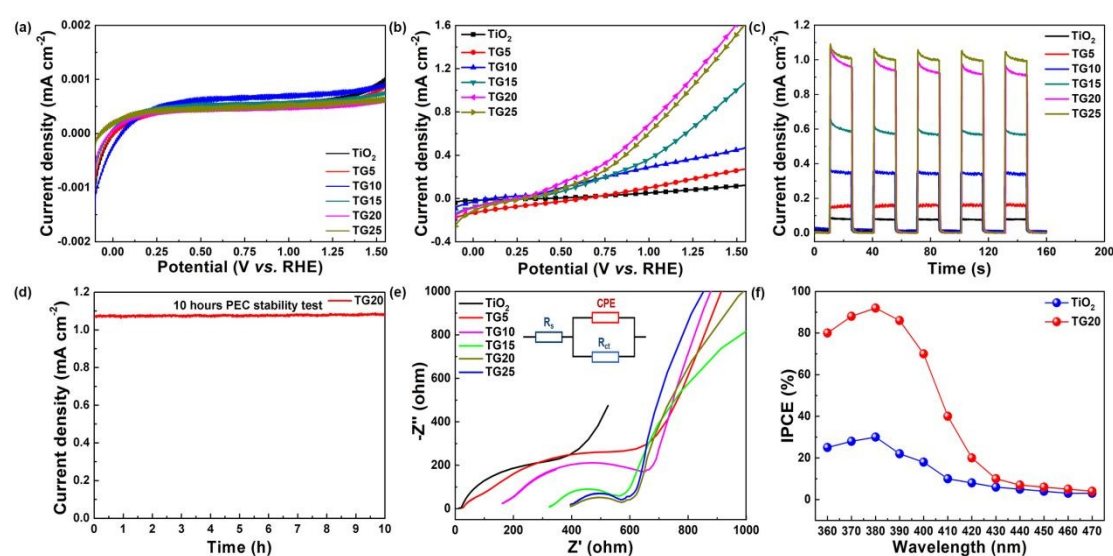 (a)
0.002
0.001
0.000
-0.001
-0.002
Current density (mA cm⁻²)
0.00 0.25 0.50 0.75 1.00 1.25 1.50
Potential (V vs. RHE)
TiO₂
TG5
TG10
TG15
TG20
TG25
(b)
1.6
1.2
0.8
0.4
0.0
-0.4
Current density (mA cm⁻²)
0.00 0.25 0.50 0.75 1.00 1.25 1.50
Potential (V vs. RHE)
TiO₂
TG5
TG10
TG15
TG20
TG25
(c)
1.2
1.0
0.8
0.6
0.4
0.2
0.0
Current density (mA cm⁻²)
0 40 80 120 160 200
Time (s)
TiO₂
TG5
TG10
TG15
TG20
TG25
(d)
1.2
1.0
0.8
0.6
0.4
0.2
0.0
Current density (mA cm⁻²)
0 1 2 3 4 5 6 7 8 9 10
Time (h)
10 hours PEC stability test
TG20
(e)
1000
800
600
400
200
0
-Z'' (ohm)
0 200 400 600 800 1000
Z' (ohm)
TiO₂
TG5
TG10
TG15
TG20
TG25
Rs
CPE
Rct
(f)
100
80
60
40
20
0
IPCE (%)
360 370 380 390 400 410 420 430 440 450 460 470
Wavelength (nm)
TiO₂
TG20